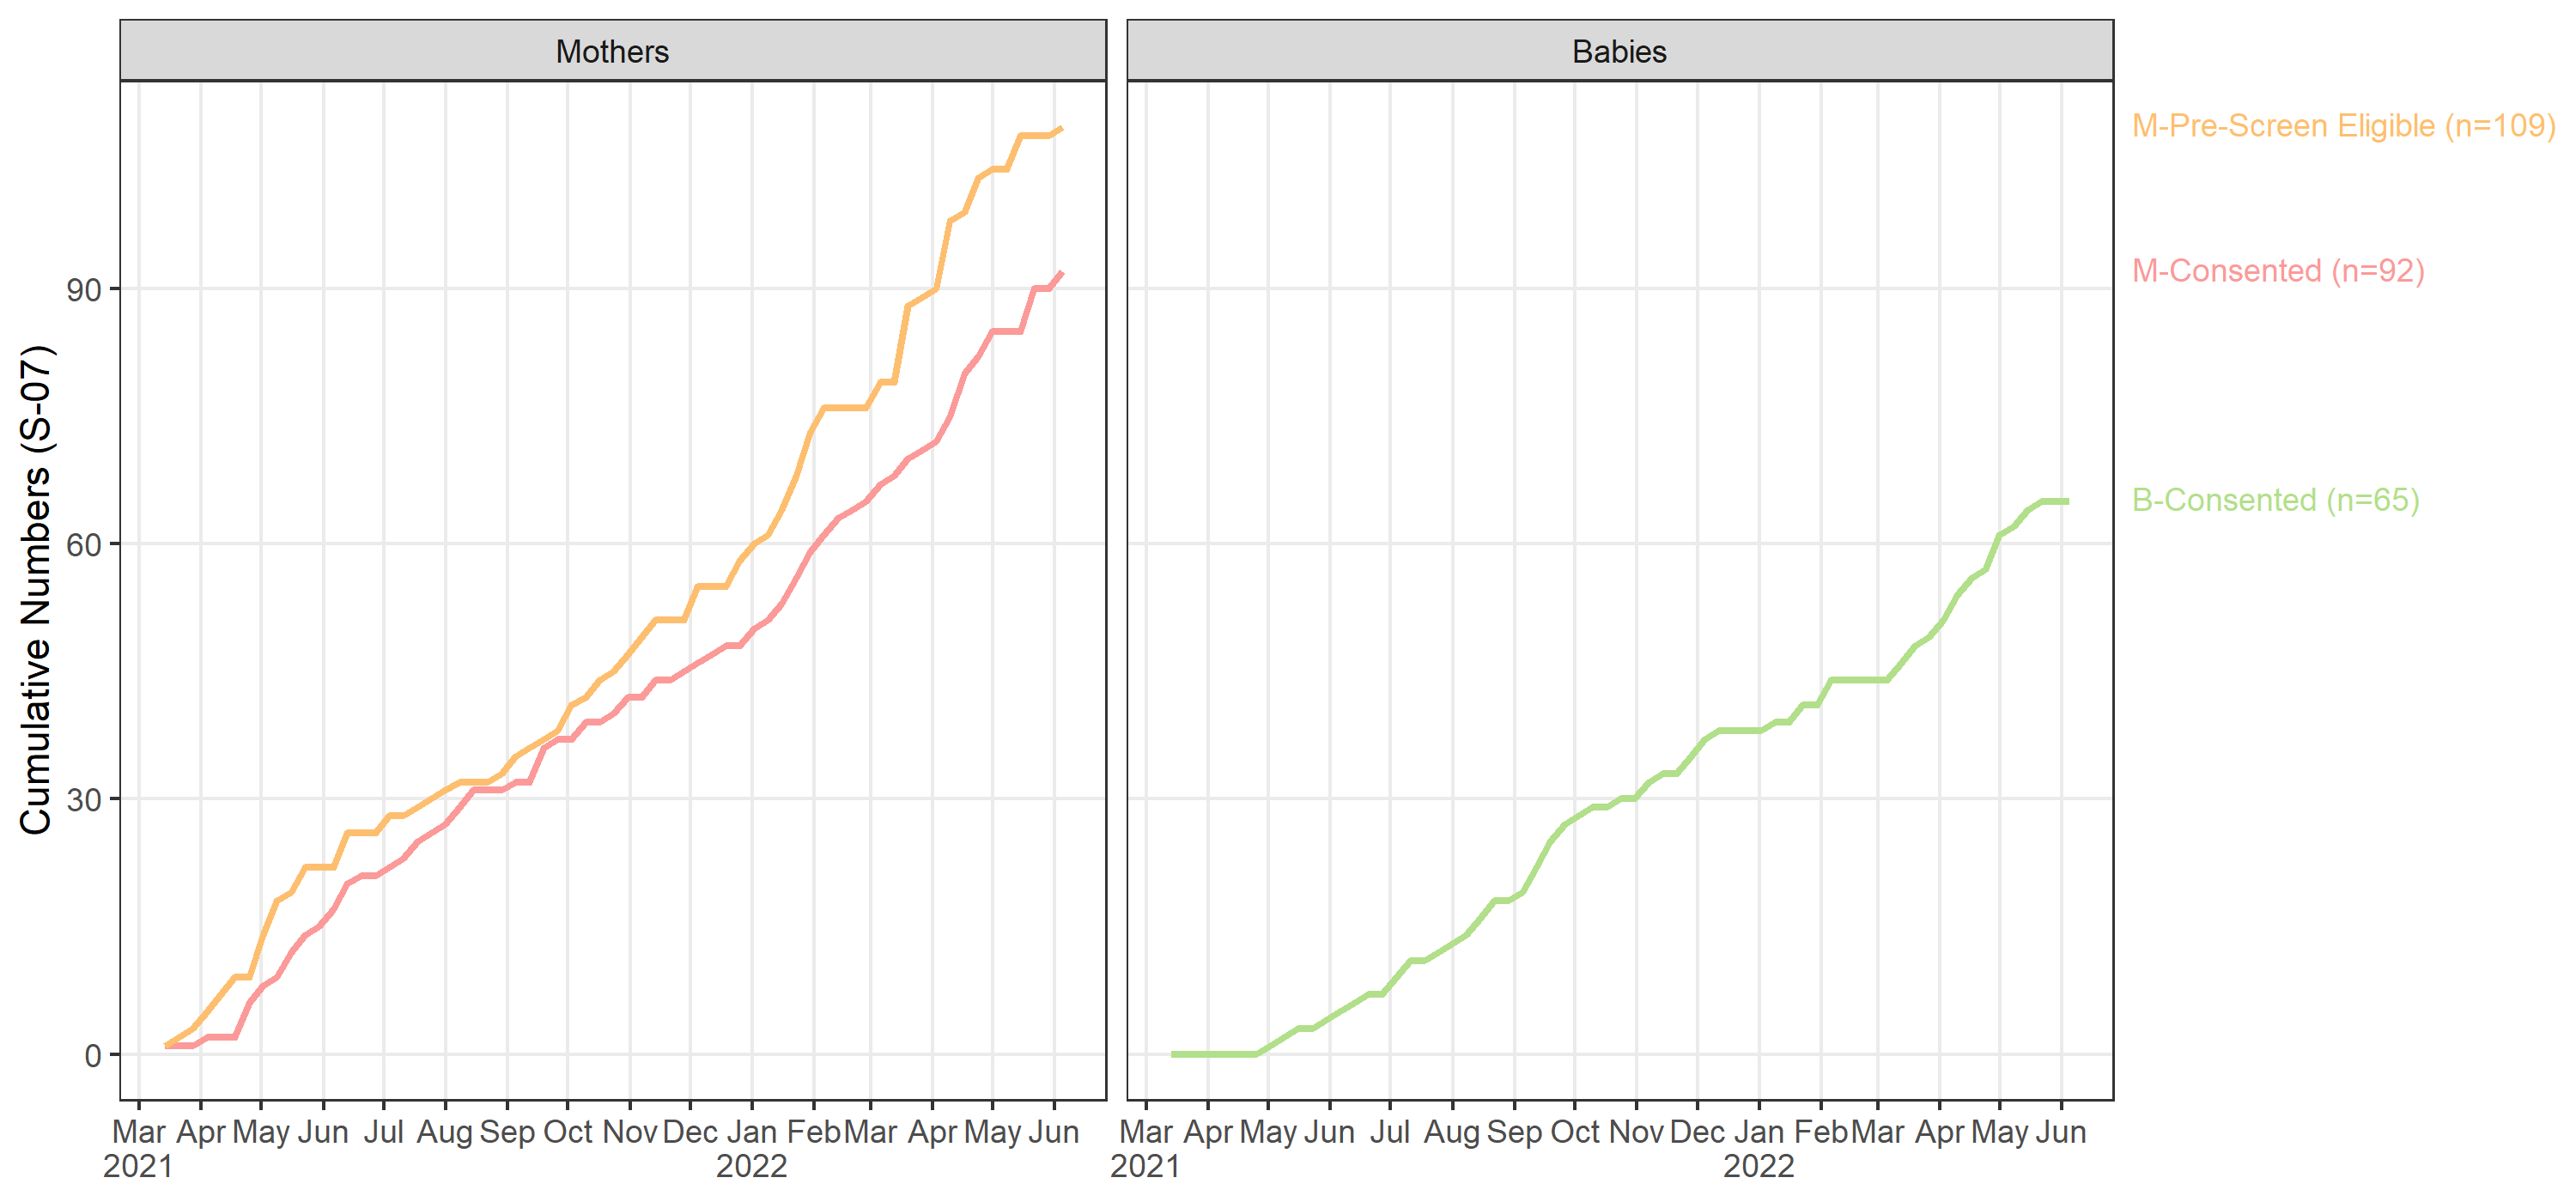 Mothers
Babies
M-Pre-Screen Eligible (n=109)
M-Consented (n=92)
B-Consented (n=65)
Cumulative Numbers (S-07)
90
60
30
0
Mar Apr May Jun Jul Aug Sep Oct Nov Dec Jan Feb Mar Apr May Jun
2021 2022
Mar Apr May Jun Jul Aug Sep Oct Nov Dec Jan Feb Mar Apr May Jun
2021 2022